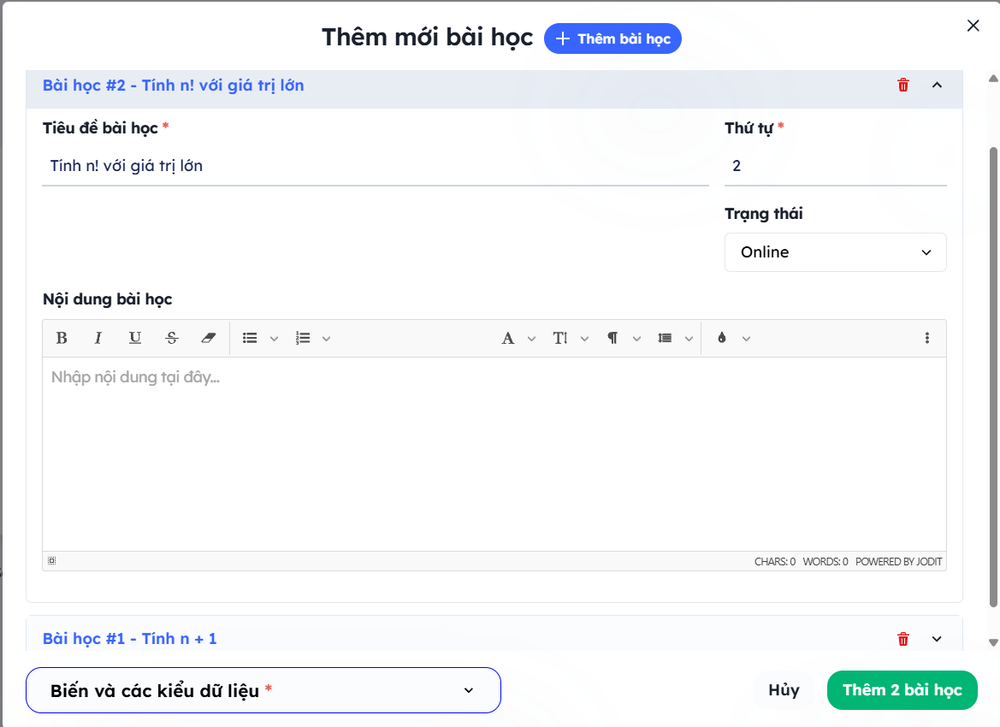 Thêm mới bài học
Thêm bài học
Bài học #2 - Tính n! với giá trị lớn
Tiêu đề bài học *
Thứ tự *
Tính n! với giá trị lớn
2
Trạng thái
Online
Nội dung bài học
Nhập nội dung tại đây...
CHARS: 0 WORDS: 0 POWERED BY JODIT
Bài học #1 - Tính n + 1
Biến và các kiểu dữ liệu *
Hủy
Thêm 2 bài học